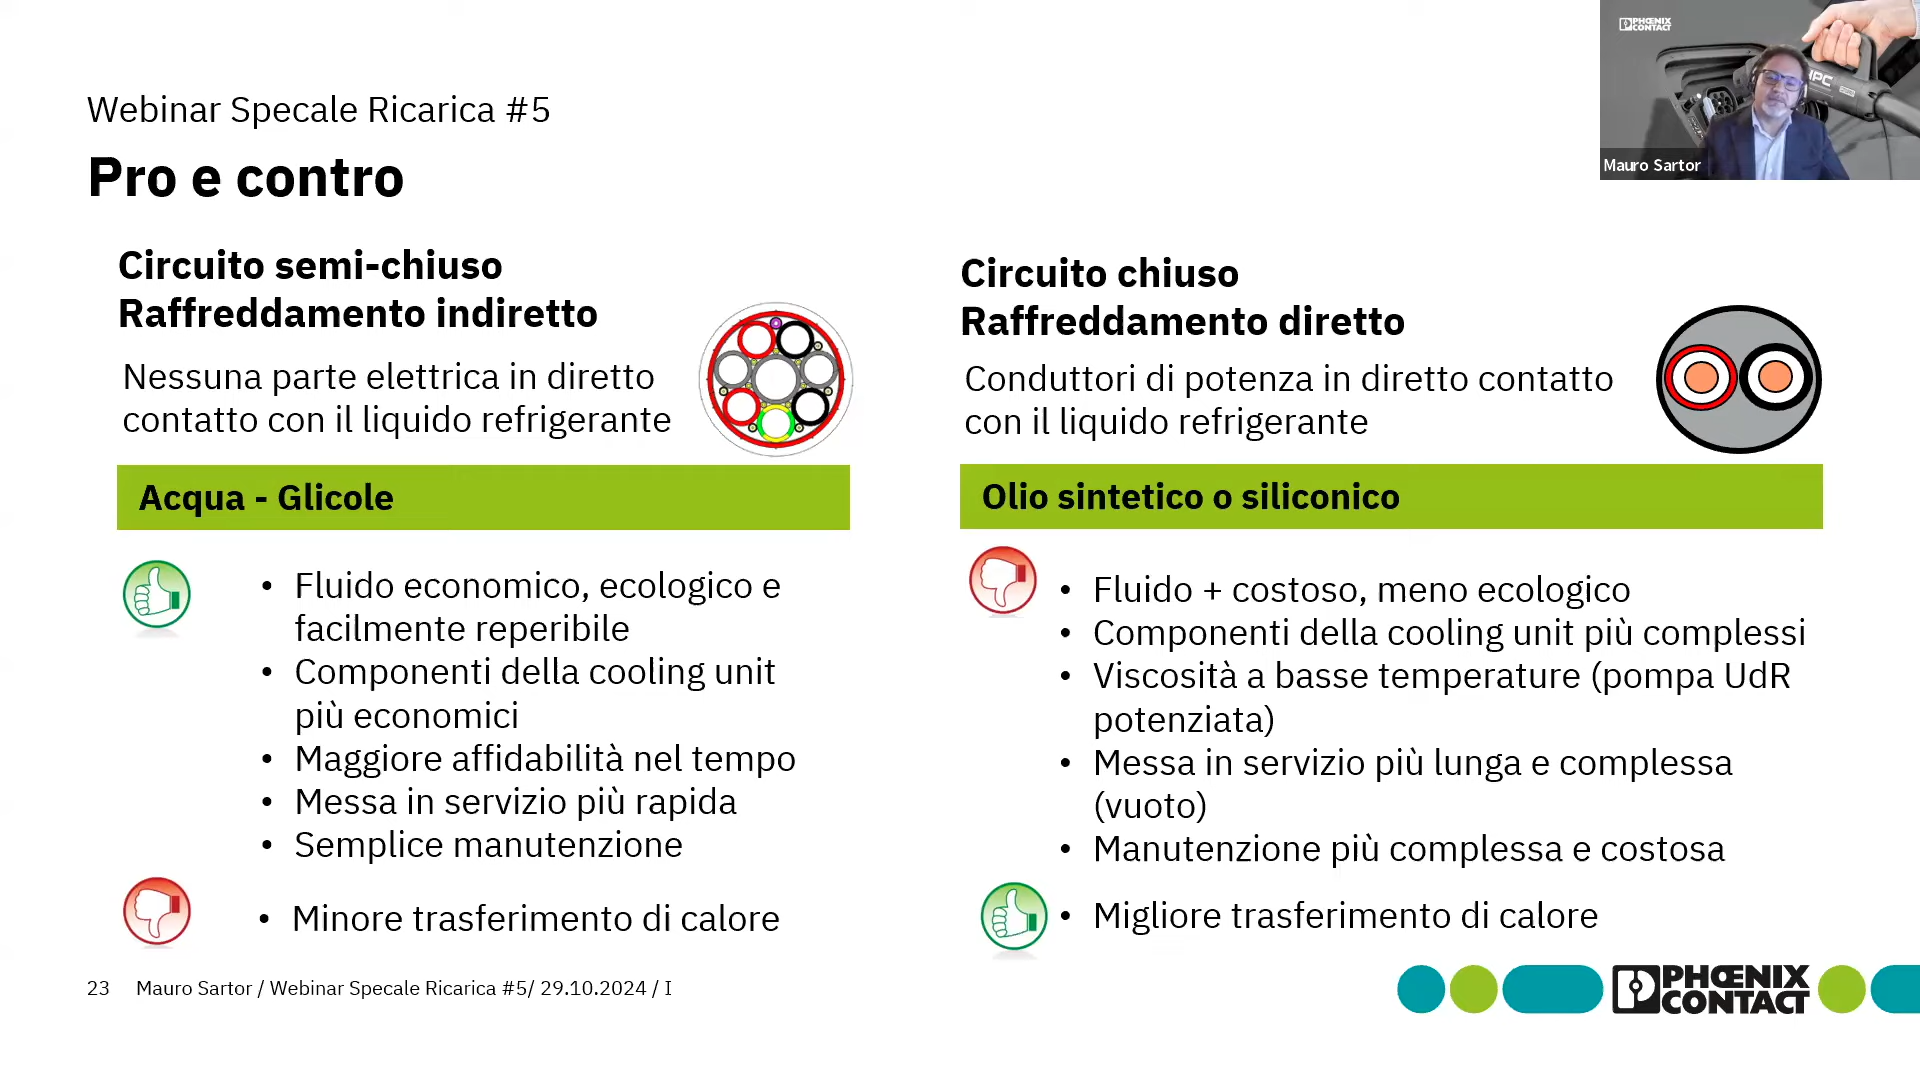 PHŒNIX
CONTACT
HPC
Mauro Sartor
Webinar Specale Ricarica #5
Pro e contro
Circuito semi-chiuso
Raffreddamento indiretto
Nessuna parte elettrica in diretto
contatto con il liquido refrigerante
Acqua - Glicole
• Fluido economico, ecologico e
facilmente reperibile
• Componenti della cooling unit
più economici
• Maggiore affidabilità nel tempo
• Messa in servizio più rapida
• Semplice manutenzione
• Minore trasferimento di calore
Circuito chiuso
Raffreddamento diretto
Conduttori di potenza in diretto contatto
con il liquido refrigerante
Olio sintetico o siliconico
• Fluido + costoso, meno ecologico
• Componenti della cooling unit più complessi
• Viscosità a basse temperature (pompa UdR
potenziata)
• Messa in servizio più lunga e complessa
(vuoto)
• Manutenzione più complessa e costosa
• Migliore trasferimento di calore
23 Mauro Sartor / Webinar Specale Ricarica #5/ 29.10.2024 / I
PHŒNIX
CONTACT